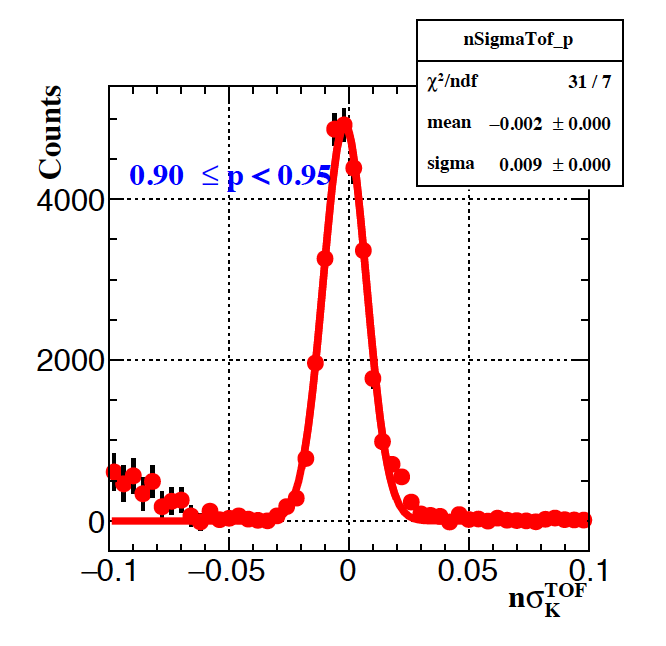 nSigmaTof_p
χ²/ndf 31 / 7
mean −0.002 ± 0.000
sigma 0.009 ± 0.000
Counts
0.90 ≤ p < 0.95
4000
2000
0
−0.1 −0.05 0 0.05 0.1
nσ_K^TOF